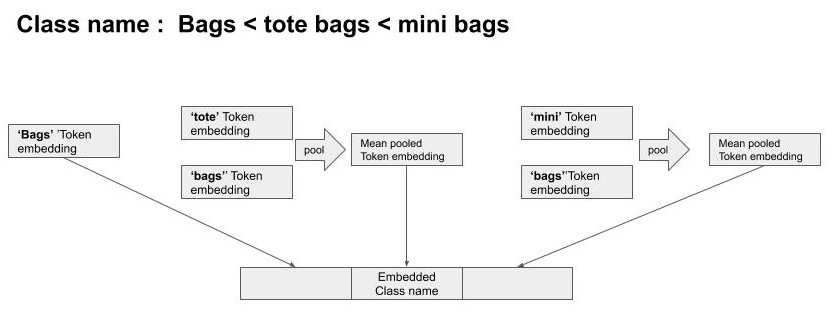 Class name :  Bags < tote bags < mini bags
‘Bags’ ’Token
embedding
‘tote’ Token
embedding
‘bags’’ Token
embedding
pool
Mean pooled
Token embedding
‘mini’ Token
embedding
‘bags’’Token
embedding
pool
Mean pooled
Token embedding
Embedded
Class name